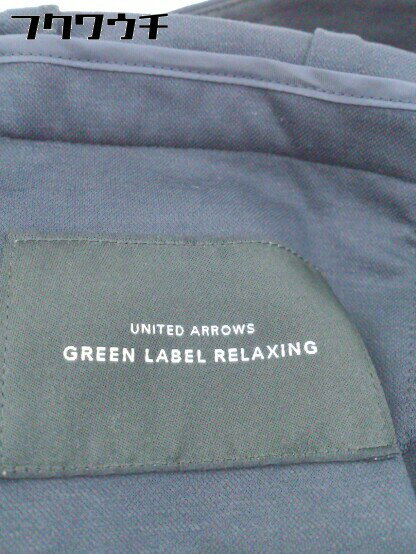 フクワウチ
UNITED ARROWS
GREEN LABEL RELAXING